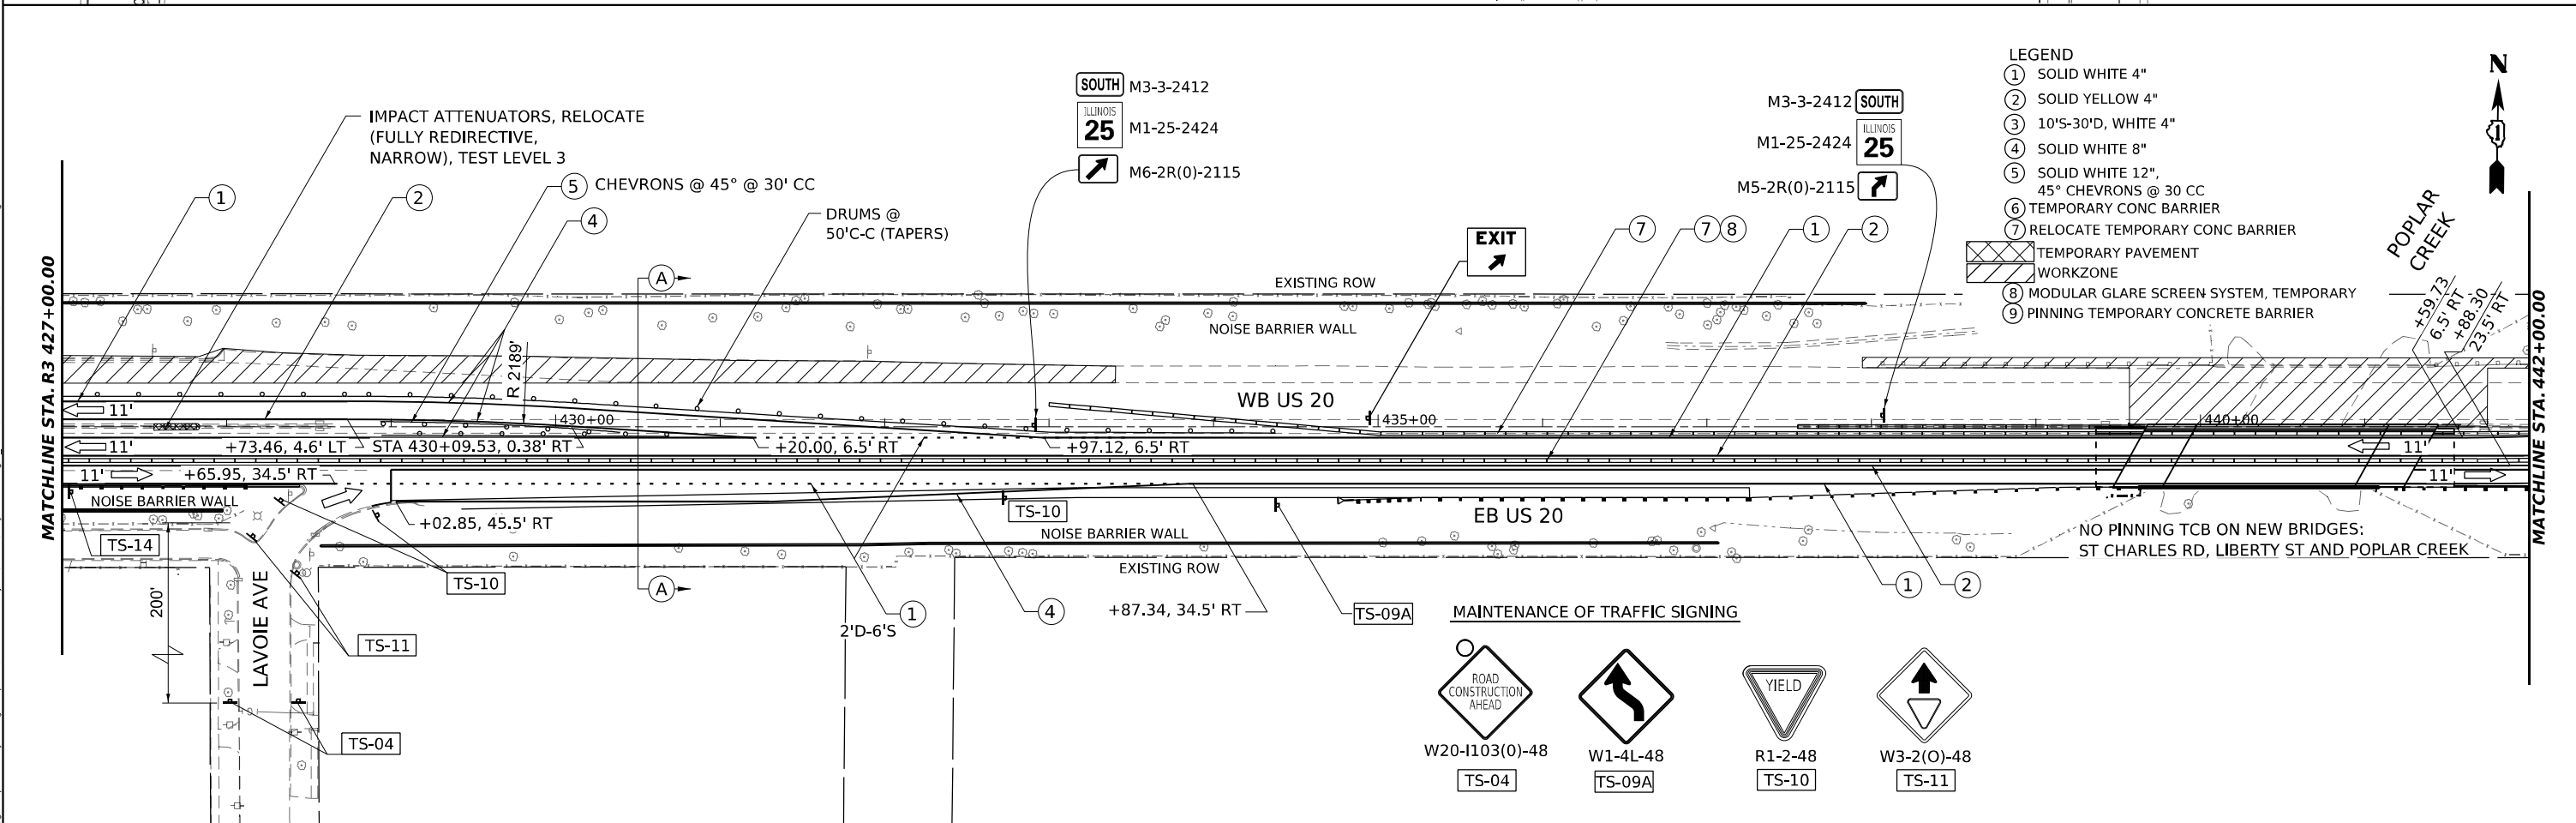 LEGEND
1 SOLID WHITE 4"
2 SOLID YELLOW 4"
3 10'S-30'D, WHITE 4"
4 SOLID WHITE 8"
5 SOLID WHITE 12",
45° CHEVRONS @ 30 CC
6 TEMPORARY CONC BARRIER
7 RELOCATE TEMPORARY CONC BARRIER
TEMPORARY PAVEMENT
WORKZONE
8 MODULAR GLARE SCREEN SYSTEM, TEMPORARY
9 PINNING TEMPORARY CONCRETE BARRIER
N
1
SOUTH M3-3-2412
ILLINOIS
25 M1-25-2424
M6-2R(0)-2115
M3-3-2412 SOUTH
ILLINOIS
M1-25-2424 25
M5-2R(0)-2115
IMPACT ATTENUATORS, RELOCATE
(FULLY REDIRECTIVE,
NARROW), TEST LEVEL 3
1
2
5 CHEVRONS @ 45° @ 30' CC
4
DRUMS @
50'C-C (TAPERS)
EXIT
7
7 8
1
2
POPLAR
CREEK
+59.73
6.5' RT
+88.30
23.5' RT
A
EXISTING ROW
NOISE BARRIER WALL
MATCHLINE STA. R3 427+00.00
MATCHLINE STA. 442+00.00
R 2189'
WB US 20
11'
430+00
435+00
440+00
11'
+73.46, 4.6' LT
STA 430+09.53, 0.38' RT
+20.00, 6.5' RT
+97.12, 6.5' RT
11'
11'
+65.95, 34.5' RT
11'
NOISE BARRIER WALL
+02.85, 45.5' RT
TS-10
EB US 20
NOISE BARRIER WALL
NO PINNING TCB ON NEW BRIDGES:
ST CHARLES RD, LIBERTY ST AND POPLAR CREEK
TS-14
EXISTING ROW
TS-10
A
200'
LAVOIE AVE
1
2'D-6'S
4
+87.34, 34.5' RT
TS-09A
1
2
TS-11
TS-04
MAINTENANCE OF TRAFFIC SIGNING
ROAD
CONSTRUCTION
AHEAD
YIELD
W20-I103(0)-48
W1-4L-48
R1-2-48
W3-2(O)-48
TS-04
TS-09A
TS-10
TS-11